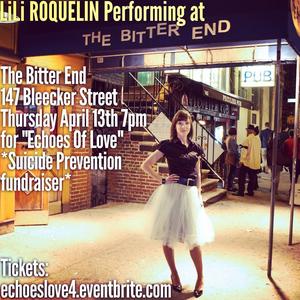 LiLi ROQUELIN Performing at
THE BITTER END
PUB
The Bitter End
147 Bleecker Street
Thursday April 13th 7pm
for "Echoes Of Love"
*Suicide Prevention
fundraiser*
Tickets:
echoeslove4.eventbrite.com